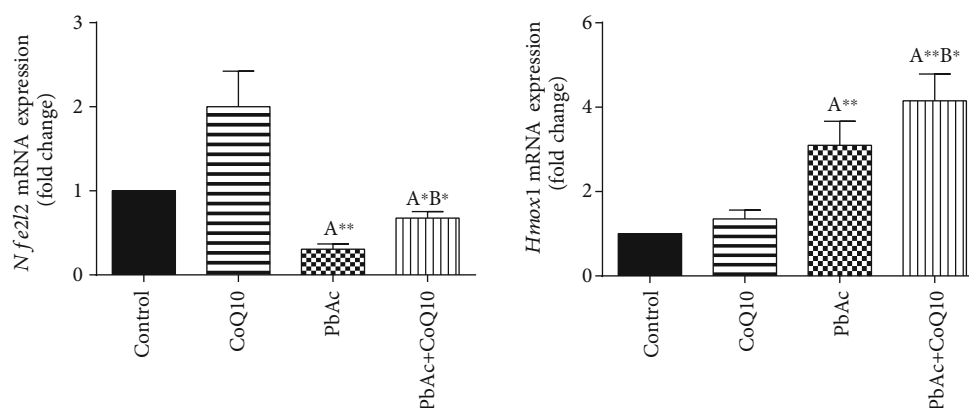 Nfe2l2 mRNA expression
(fold change)
3
2
1
0
A**
A*B*
Control
CoQ10
PbAc
PbAc+CoQ10
Hmox1 mRNA expression
(fold change)
6
4
2
0
A**
A**B*
Control
CoQ10
PbAc
PbAc+CoQ10